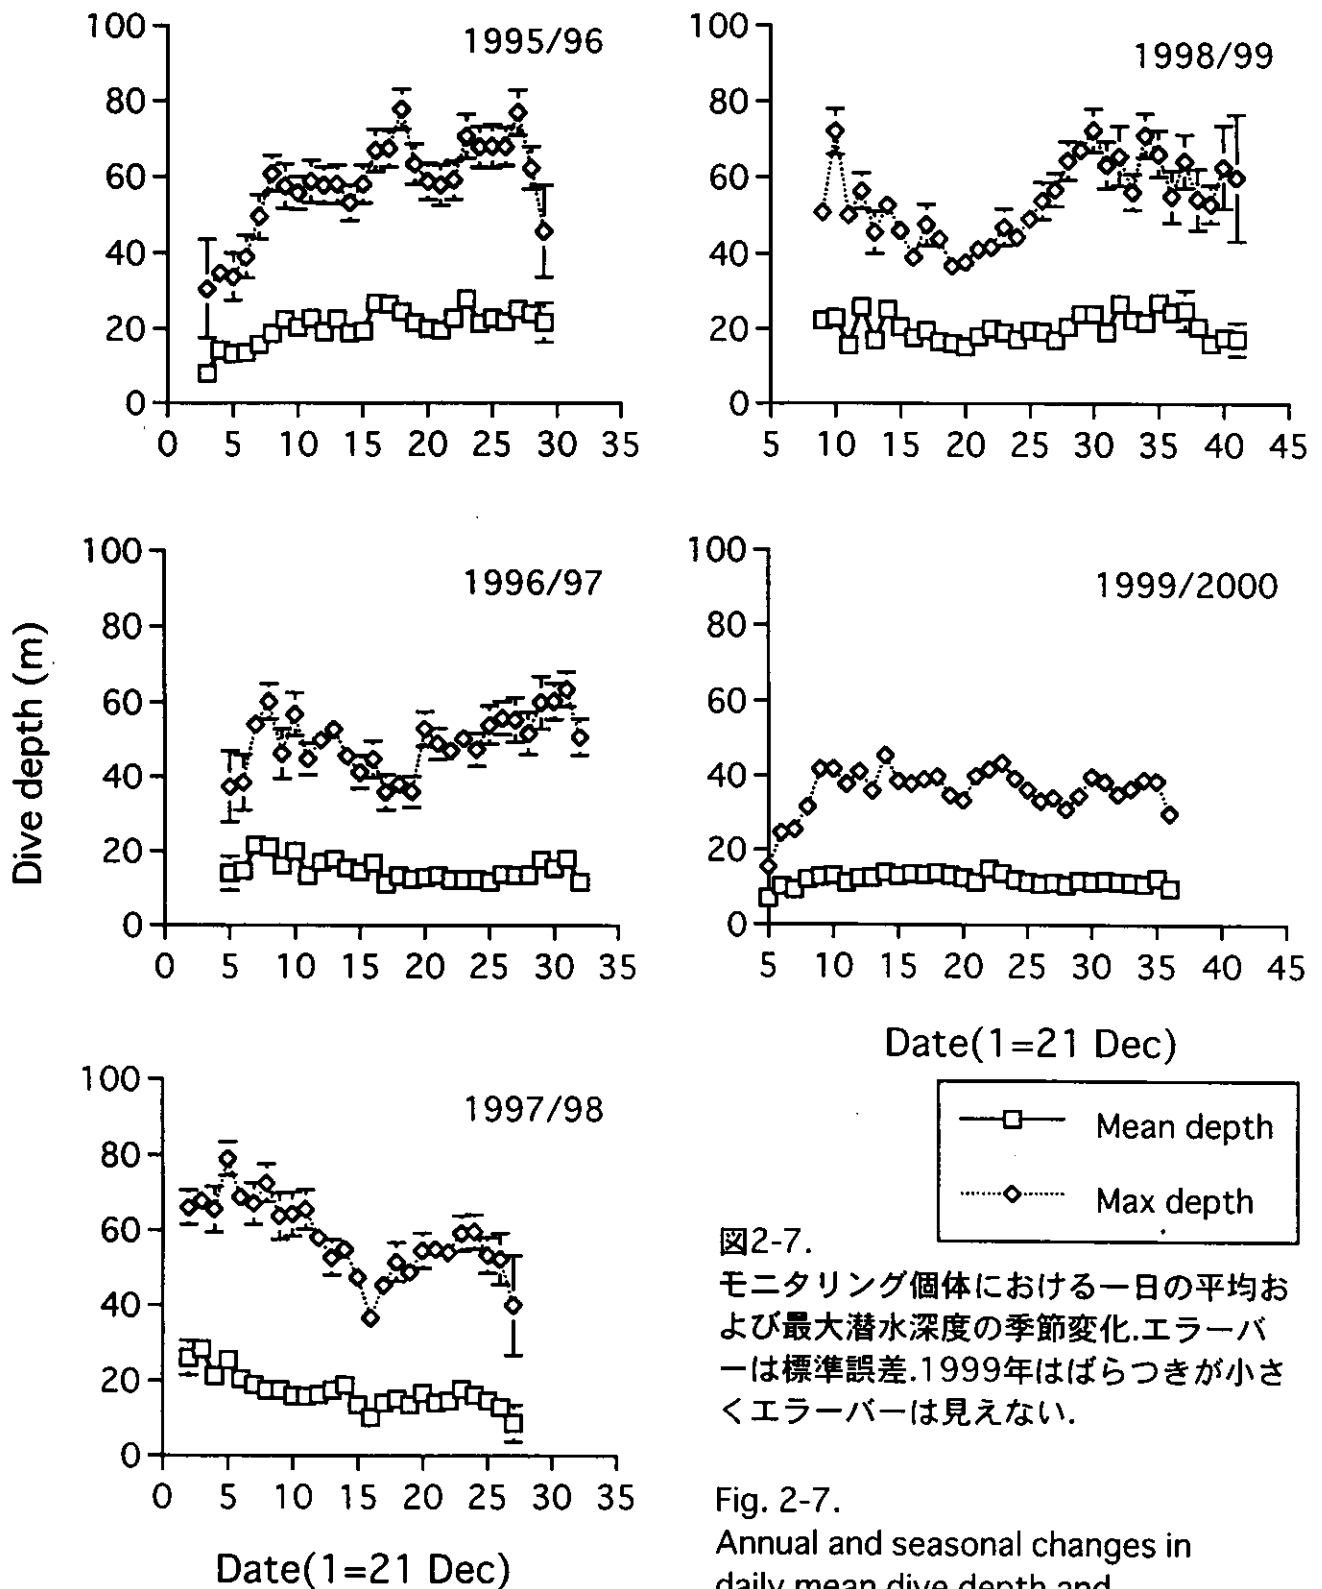 1995/96
100
80
60
40
20
0
0 5 10 15 20 25 30 35
1998/99
100
80
60
40
20
0
5 10 15 20 25 30 35 40 45
Dive depth (m)
1996/97
100
80
60
40
20
0
0 5 10 15 20 25 30 35
1999/2000
100
80
60
40
20
0
5 10 15 20 25 30 35 40 45
Date(1=21 Dec)
1997/98
100
80
60
40
20
0
0 5 10 15 20 25 30 35
Date(1=21 Dec)
Mean depth
Max depth
図2-7.
モニタリング個体における一日の平均お
よび最大潜水深度の季節変化.エラーバ
ーは標準誤差.1999年はばらつきが小さ
くエラーバーは見えない.
Fig. 2-7.
Annual and seasonal changes in
daily mean dive depth and